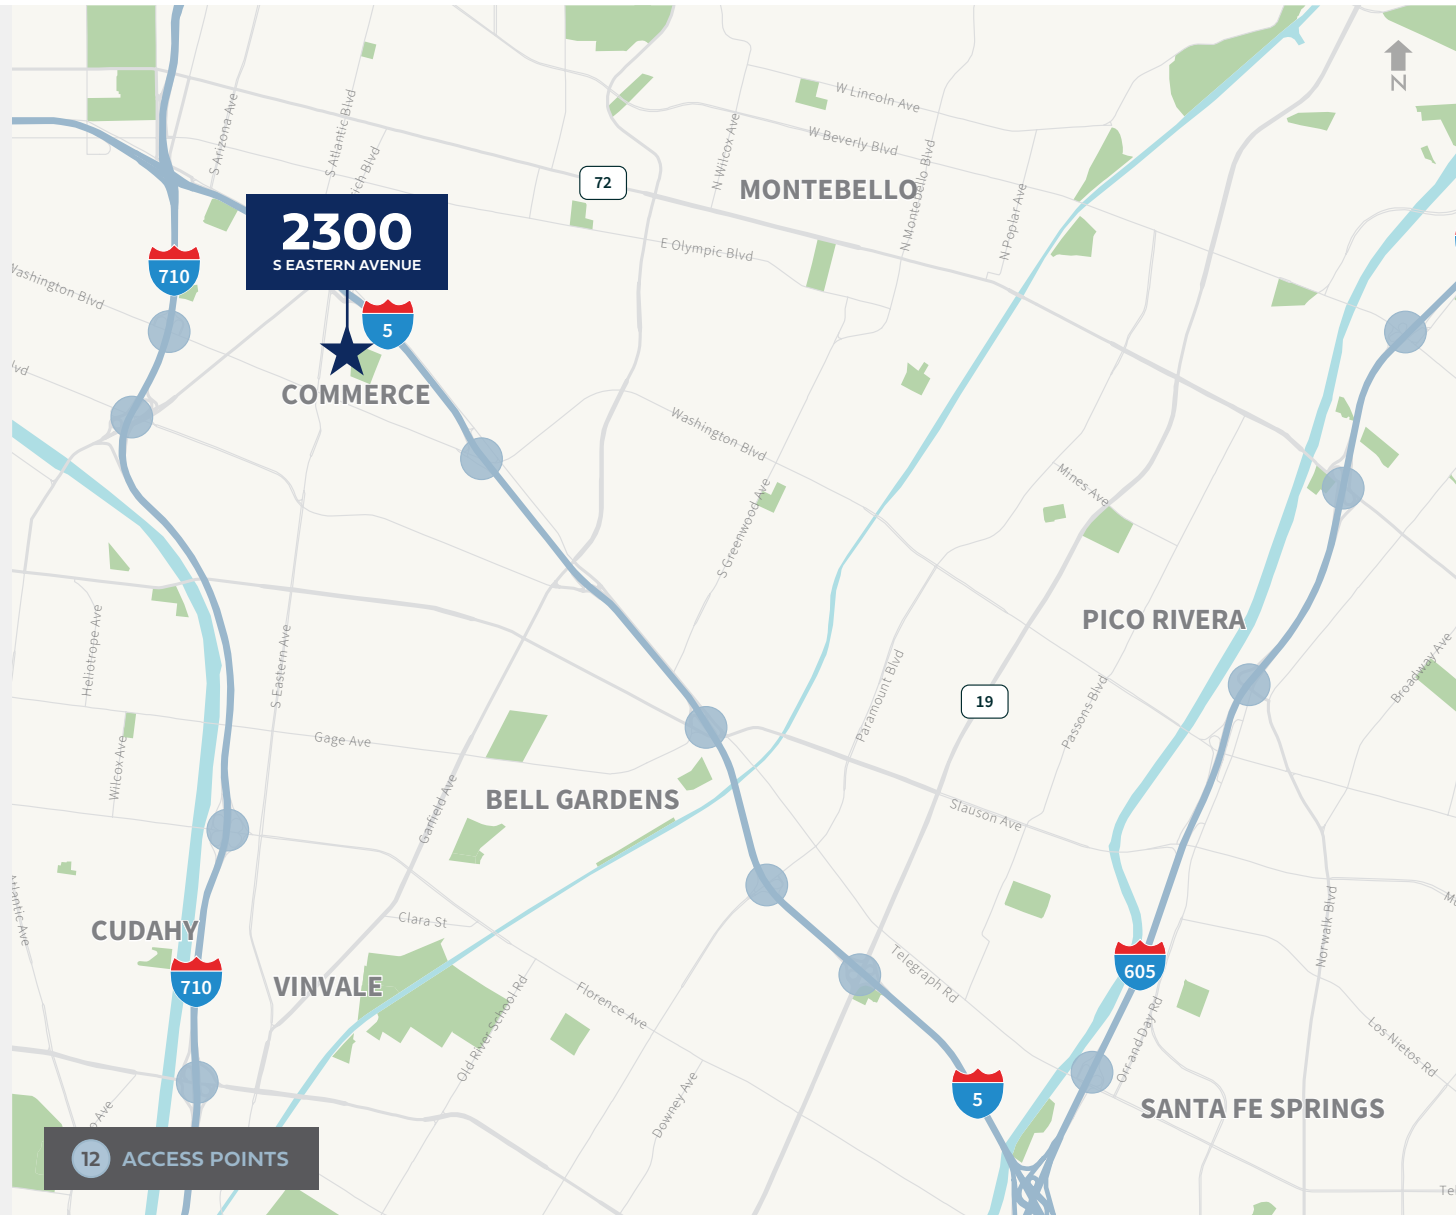 N
W Lincoln Ave
S Arizona Ave
S Atlantic Blvd
W Beverly Blvd
N Wilcox Ave
72
MONTEBELLO
N Montebello Blvd
N Poplar Ave
2300
S EASTERN AVENUE
E Olympic Blvd
710
Washington Blvd
5
COMMERCE
Washington Blvd
Mines Ave
S Greenwood Ave
PICO RIVERA
Heliotrope Ave
S Eastern Ave
Broadway Ave
Paramount Blvd
19
Passons Blvd
Gage Ave
Wilcox Ave
Garfield Ave
BELL GARDENS
Slauson Ave
Atlantic Ave
Clara St
Norwalk Blvd
CUDAHY
Telegraph Rd
605
710
VINVALE
Florence Ave
Old River School Rd
Orr and Day Rd
Los Nietos Rd
5
Downey Ave
SANTA FE SPRINGS
12 ACCESS POINTS